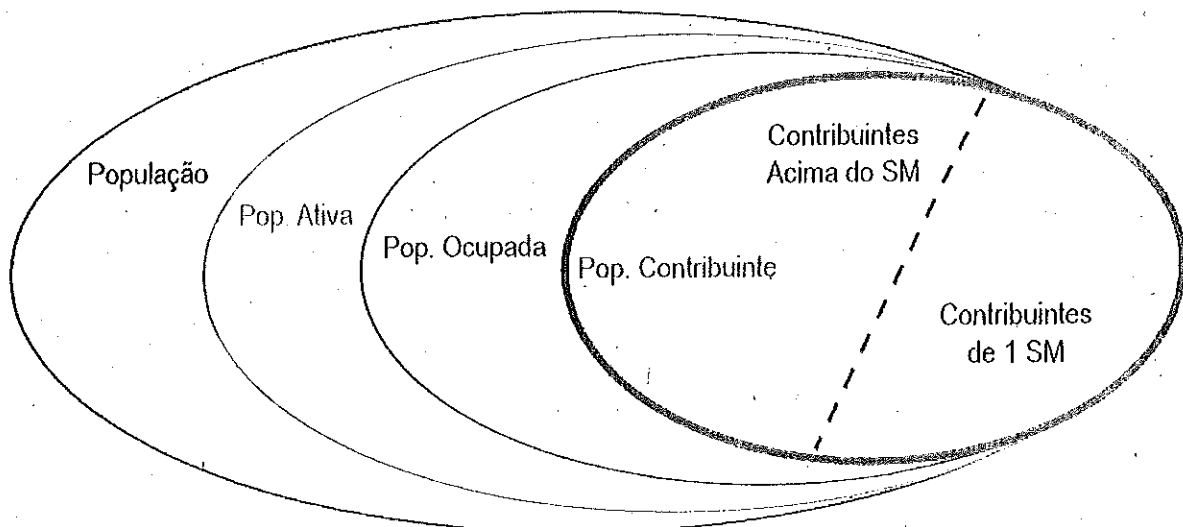 População
Pop. Ativa
Pop. Ocupada
Pop. Contribuinte
Contribuintes
Acima do SM
Contribuintes
de 1 SM